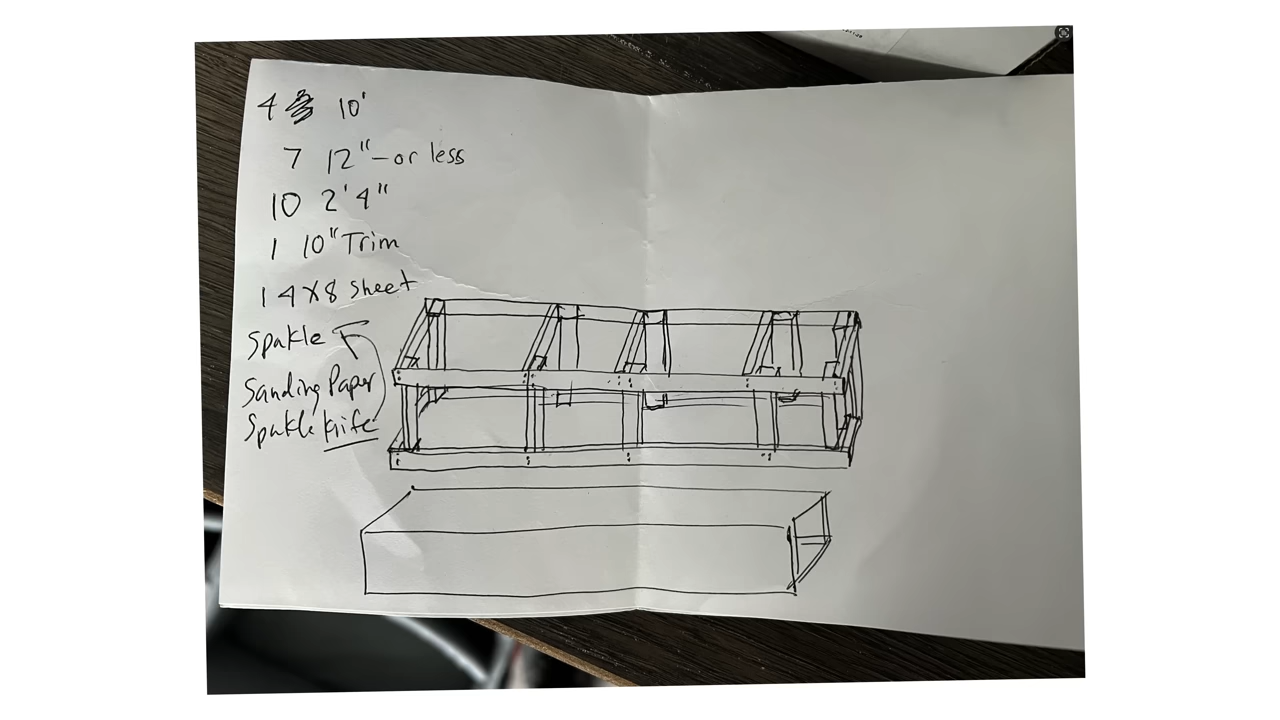 4 10'
7 12"-or less
10 2'4"
1 10" Trim
1 4X8 sheet
Spakle
Sanding Paper
Spakle knife